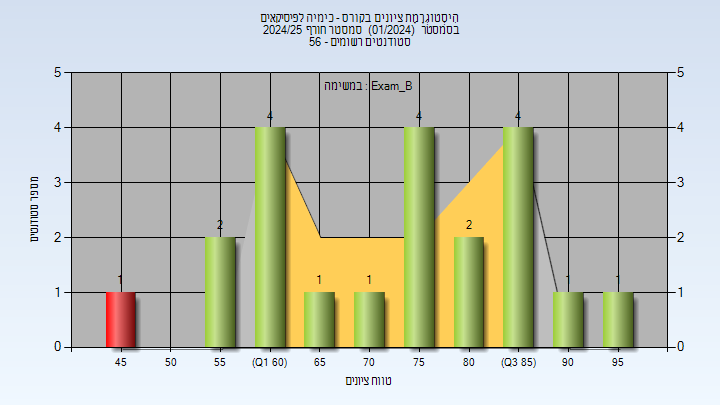 היסטוגרמת ציונים בקורס - כימיה לפיסיקאים
בסמסטר (01/2024) סמסטר חורף 2024/25
סטודנטים רשומים - 56
במשימה : Exam_B
מספר סטודנטים
5 5
4 4
3 3
2 2
1 1
0 0
1 2 4 1 1 4 2 4 1 1
45 50 55 (Q1 60) 65 70 75 80 (Q3 85) 90 95
טווח ציונים